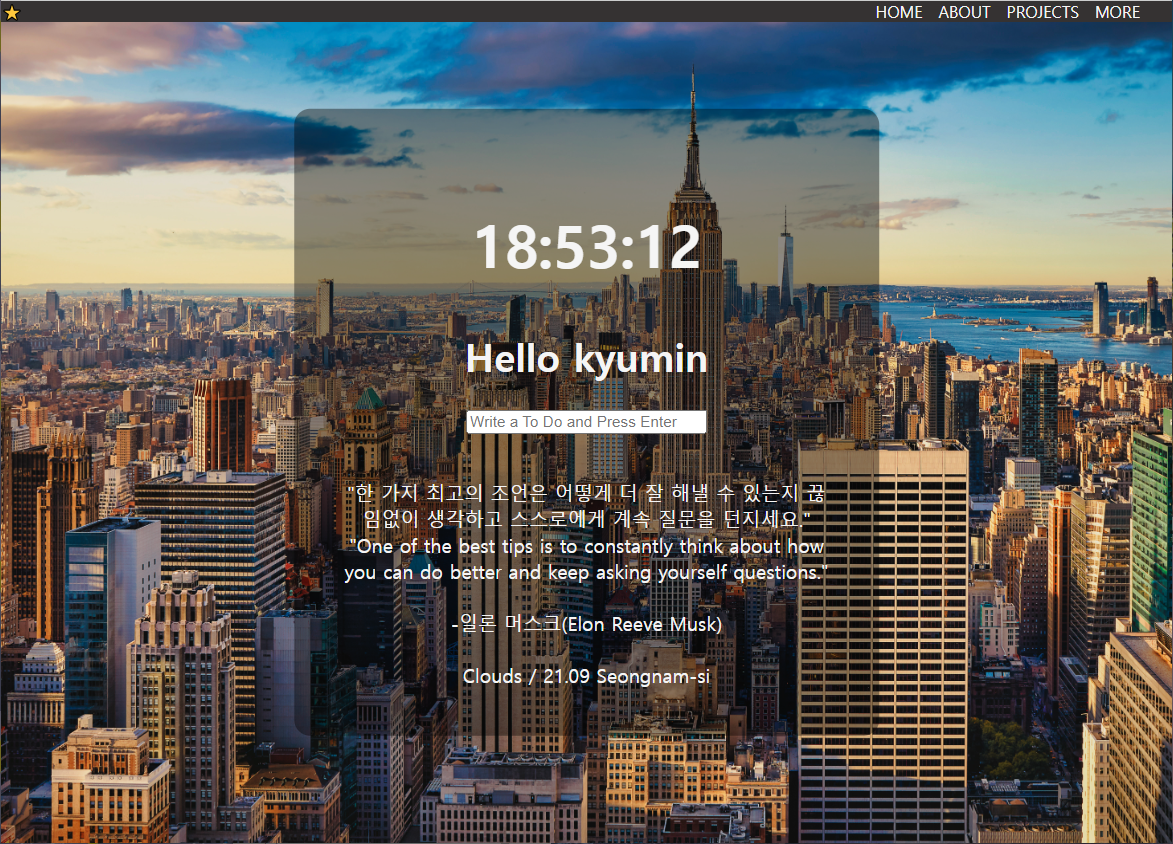 HOME ABOUT PROJECTS MORE
18:53:12
Hello kyumin
Write a To Do and Press Enter
"한 가지 최고의 조언은 어떻게 더 잘 해낼 수 있는지 끊
임없이 생각하고 스스로에게 계속 질문을 던지세요."
"One of the best tips is to constantly think about how
you can do better and keep asking yourself questions."
-일론 머스크(Elon Reeve Musk)
Clouds / 21.09 Seongnam-si